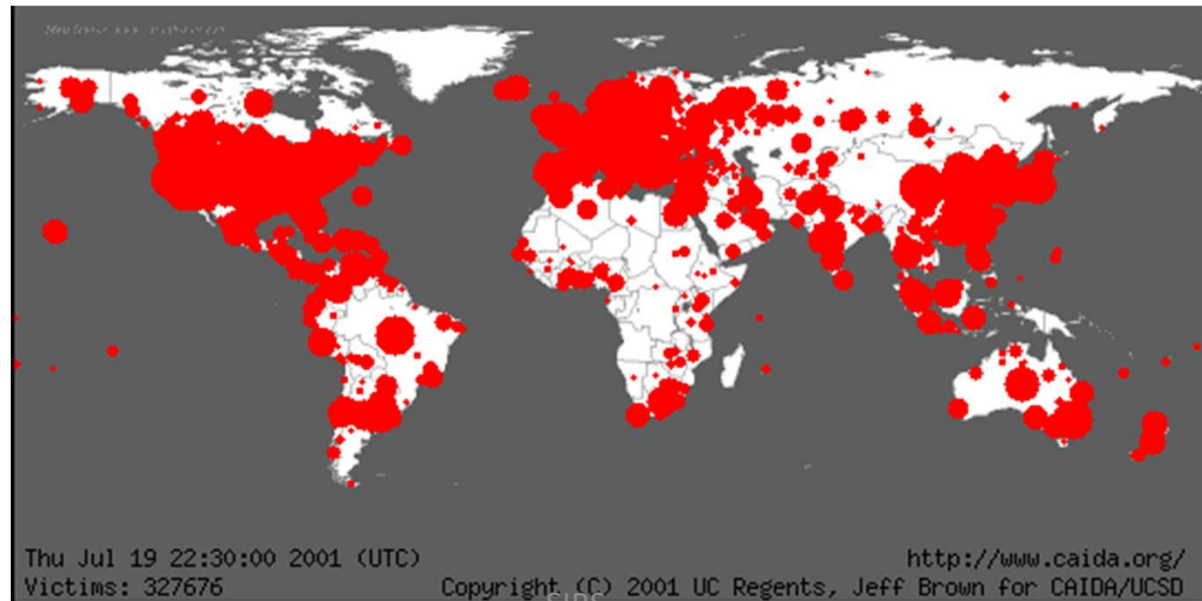 Thu Jul 19 22:30:00 2001 (UTC)
http://www.caida.org/
Victims: 327676
Copyright (C) 2001 UC Regents, Jeff Brown for CAIDA/UCSD